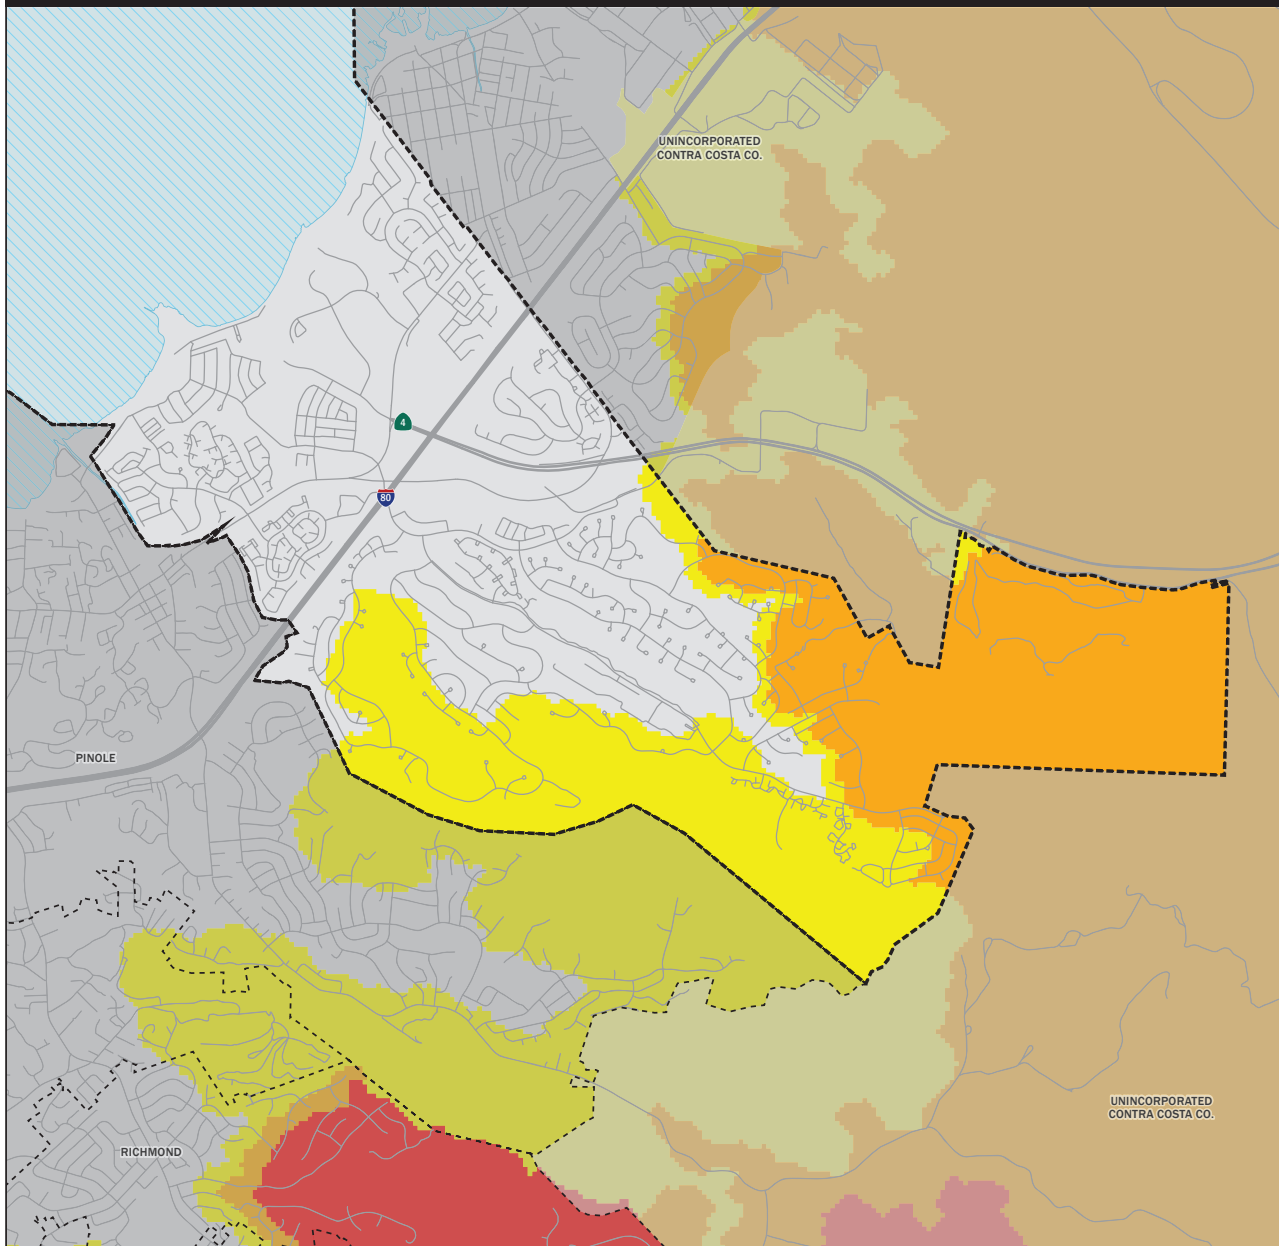 UNINCORPORATED
CONTRA COSTA CO.
4
80
PINOLE
UNINCORPORATED
CONTRA COSTA CO.
RICHMOND